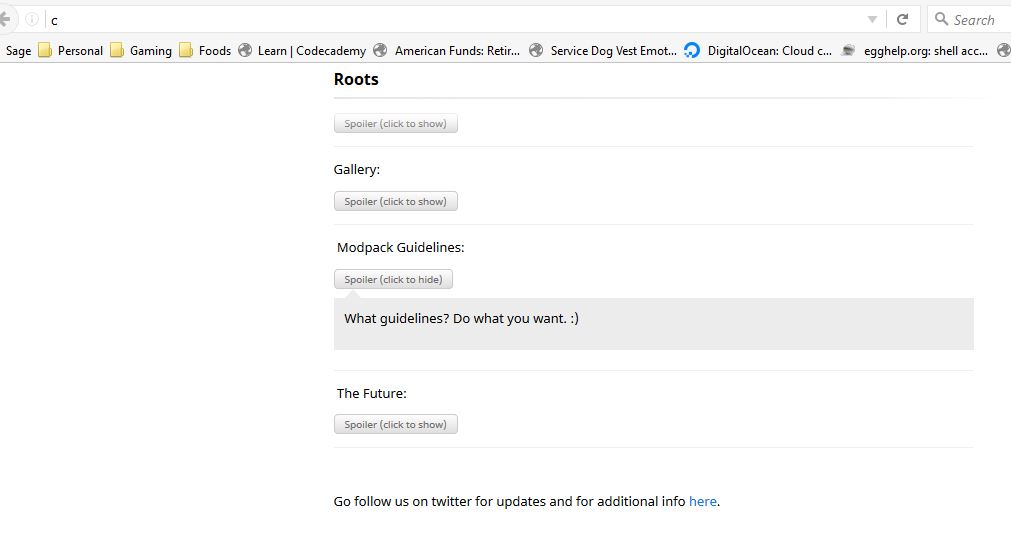 c
Search
Sage Personal Gaming Foods Learn | Codecademy American Funds: Retir... Service Dog Vest Emot... DigitalOcean: Cloud c... egghelp.org: shell acc...
Roots
Spoiler (click to show)
Gallery:
Spoiler (click to show)
Modpack Guidelines:
Spoiler (click to hide)
What guidelines? Do what you want. :)
The Future:
Spoiler (click to show)
Go follow us on twitter for updates and for additional info here.